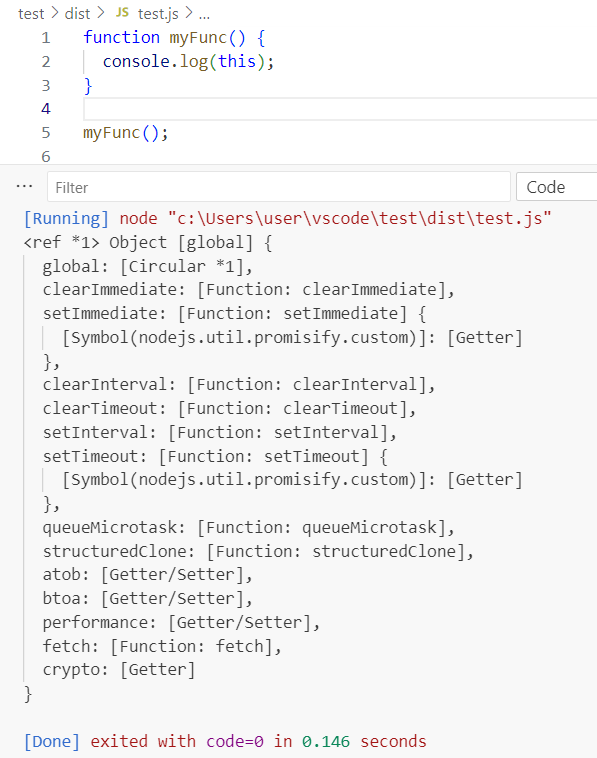 test > dist > JS test.js > ...
1 function myFunc() {
2   console.log(this);
3 }
4
5 myFunc();
6
... Filter Code
[Running] node "c:\Users\user\vscode\test\dist\test.js"
<ref *1> Object [global] {
  global: [Circular *1],
  clearImmediate: [Function: clearImmediate],
  setImmediate: [Function: setImmediate] {
    [Symbol(nodejs.util.promisify.custom)]: [Getter]
  },
  clearInterval: [Function: clearInterval],
  clearTimeout: [Function: clearTimeout],
  setInterval: [Function: setInterval],
  setTimeout: [Function: setTimeout] {
    [Symbol(nodejs.util.promisify.custom)]: [Getter]
  },
  queueMicrotask: [Function: queueMicrotask],
  structuredClone: [Function: structuredClone],
  atob: [Getter/Setter],
  btoa: [Getter/Setter],
  performance: [Getter/Setter],
  fetch: [Function: fetch],
  crypto: [Getter]
}
[Done] exited with code=0 in 0.146 seconds